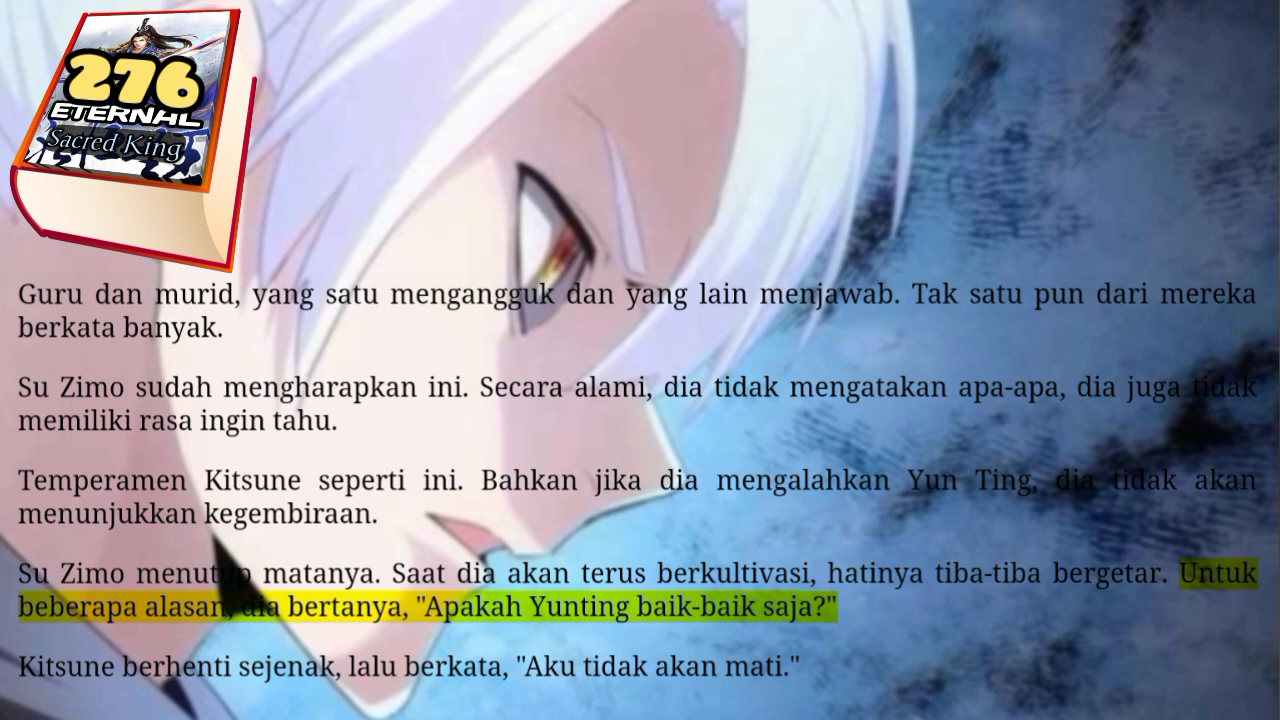 276
ETERNAL
Sacred King
Guru dan murid, yang satu mengangguk dan yang lain menjawab. Tak satu pun dari mereka
berkata banyak.
Su Zimo sudah mengharapkan ini. Secara alami, dia tidak mengatakan apa-apa, dia juga tidak
memiliki rasa ingin tahu.
Temperamen Kitsune seperti ini. Bahkan jika dia mengalahkan Yun Ting, dia tidak akan
menunjukkan kegembiraan.
Su Zimo menutup matanya. Saat dia akan terus berkultivasi, hatinya tiba-tiba bergetar. Untuk
beberapa alasan, dia bertanya, "Apakah Yunting baik-baik saja?"
Kitsune berhenti sejenak, lalu berkata, "Aku tidak akan mati."